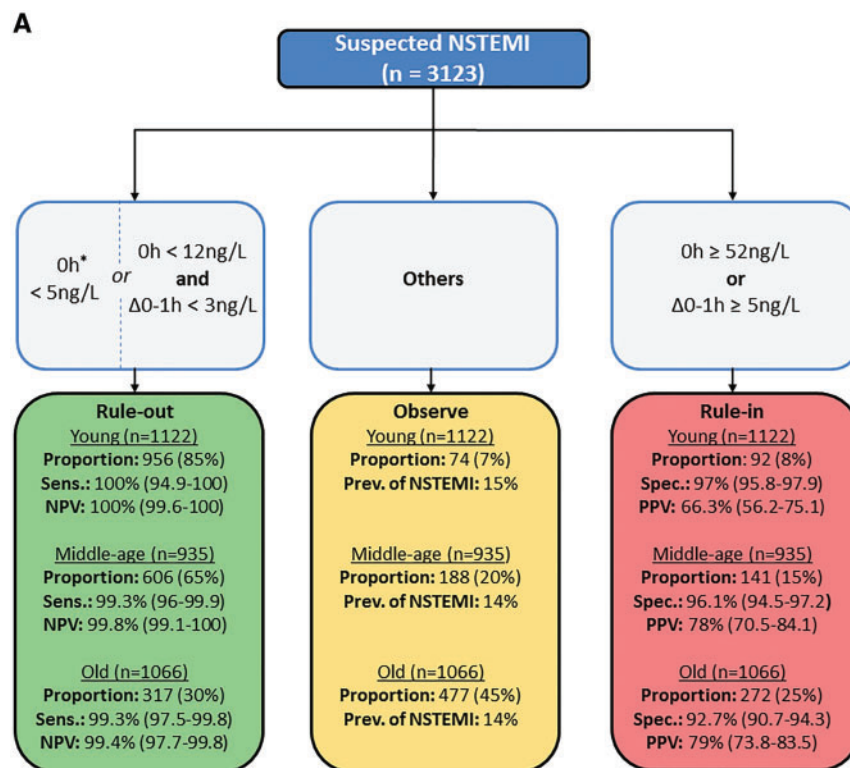 A
Suspected NSTEMI
(n = 3123)
0h*
< 5ng/L
or
0h < 12ng/L
and
Δ0-1h < 3ng/L
Others
0h ≥ 52ng/L
or
Δ0-1h ≥ 5ng/L
Rule-out
Young (n=1122)
Proportion: 956 (85%)
Sens.: 100% (94.9-100)
NPV: 100% (99.6-100)
Middle-age (n=935)
Proportion: 606 (65%)
Sens.: 99.3% (96-99.9)
NPV: 99.8% (99.1-100)
Old (n=1066)
Proportion: 317 (30%)
Sens.: 99.3% (97.5-99.8)
NPV: 99.4% (97.7-99.8)
Observe
Young (n=1122)
Proportion: 74 (7%)
Prev. of NSTEMI: 15%
Middle-age (n=935)
Proportion: 188 (20%)
Prev. of NSTEMI: 14%
Old (n=1066)
Proportion: 477 (45%)
Prev. of NSTEMI: 14%
Rule-in
Young (n=1122)
Proportion: 92 (8%)
Spec.: 97% (95.8-97.9)
PPV: 66.3% (56.2-75.1)
Middle-age (n=935)
Proportion: 141 (15%)
Spec.: 96.1% (94.5-97.2)
PPV: 78% (70.5-84.1)
Old (n=1066)
Proportion: 272 (25%)
Spec.: 92.7% (90.7-94.3)
PPV: 79% (73.8-83.5)